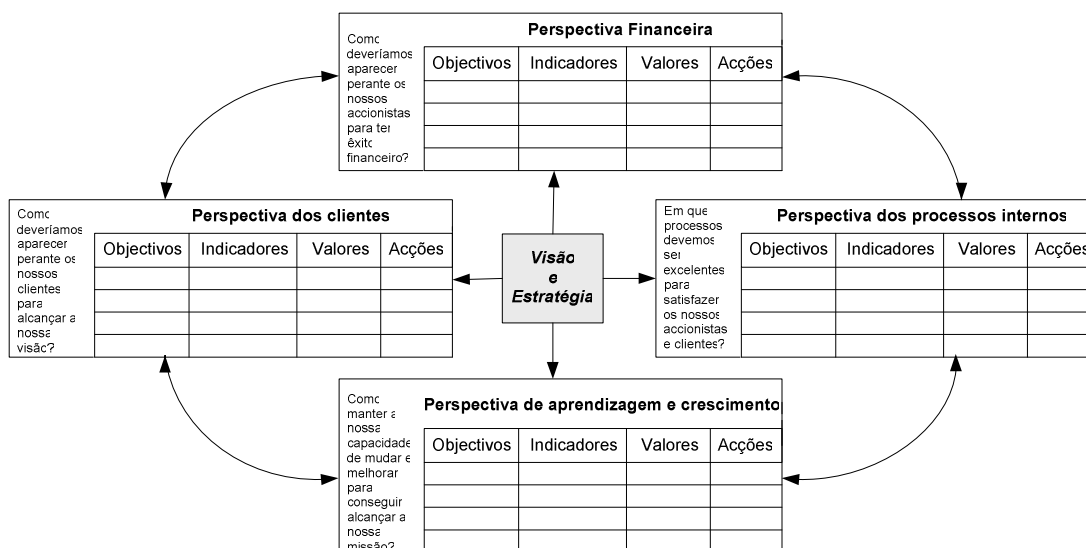 Perspectiva Financeira
Como
deveríamos
aparecer
perante os
nossos
accionistas
para ter
êxito
financeiro?
Objectivos Indicadores Valores Acções
Perspectiva dos clientes
Como
deveríamos
aparecer
perante os
nossos
clientes
para
alcançar a
nossa
visão?
Objectivos Indicadores Valores Acções
Visão
e
Estratégia
Perspectiva dos processos internos
Em que
processos
devemos
ser
excelentes
para
satisfazer
os nossos
accionistas
e clientes?
Objectivos Indicadores Valores Acções
Perspectiva de aprendizagem e crescimento
Como
manter a
nossa
capacidade
de mudar e
melhorar
para
conseguir
alcançar a
nossa
missão?
Objectivos Indicadores Valores Acções